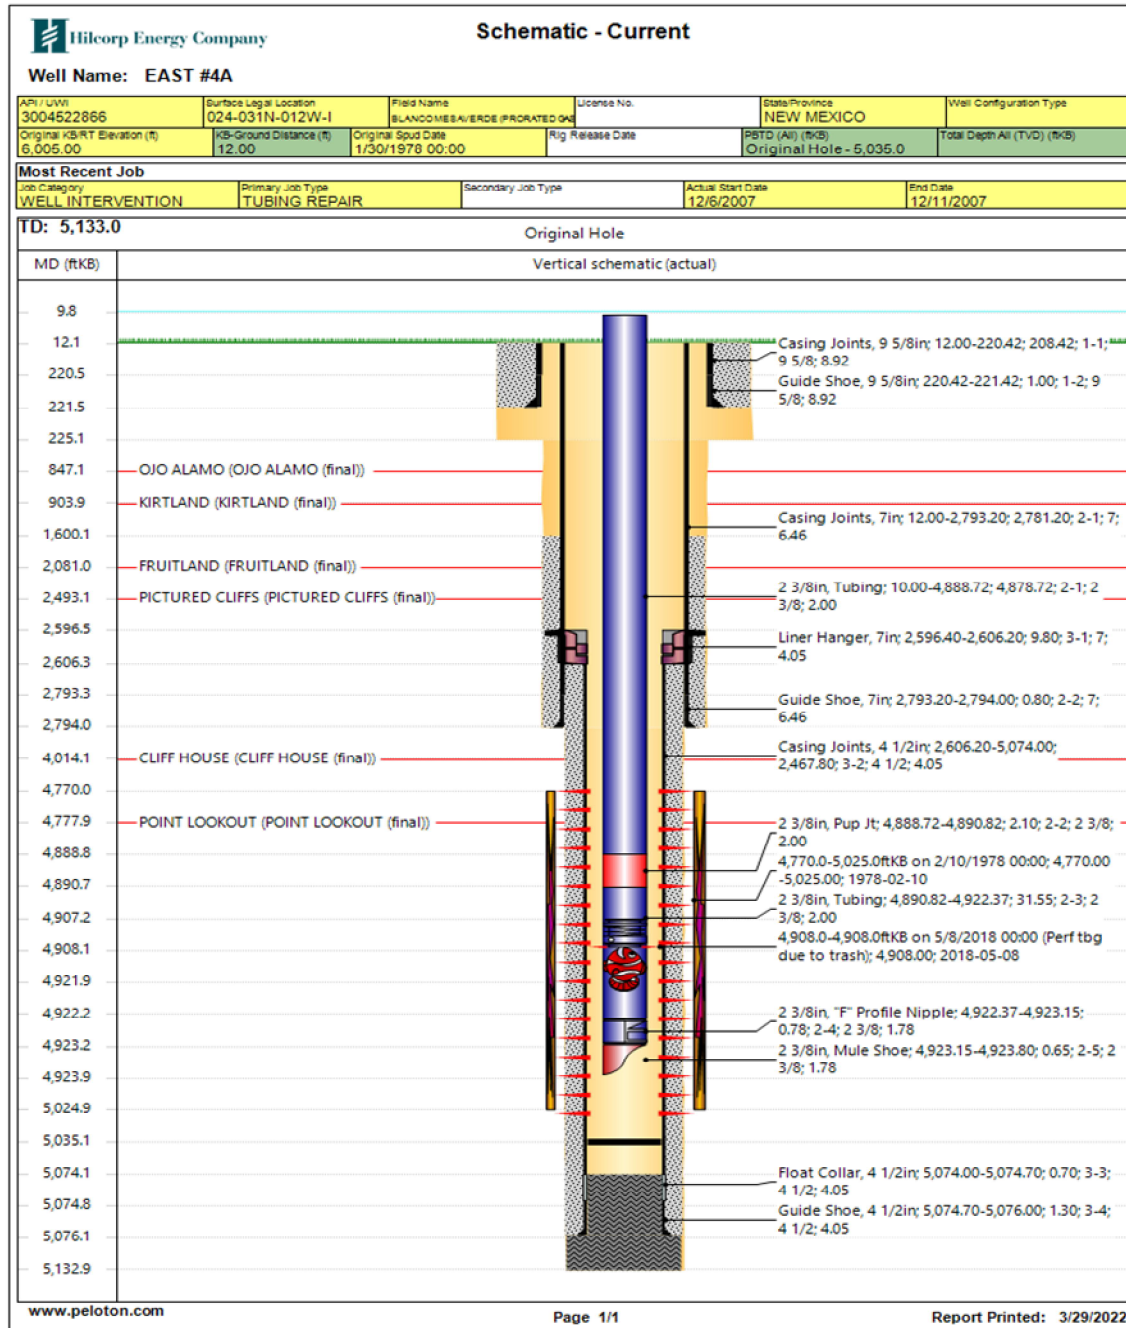 Hilcorp Energy Company
Schematic - Current
Well Name: EAST #4A
API / UWI
3004522866
Surface Legal Location
024-031N-012W-I
Field Name
BLANCO MESAVERDE (PRORATED GAS
License No.
State/Province
NEW MEXICO
Well Configuration Type
Original KB/RT Elevation (ft)
6,005.00
KB-Ground Distance (ft)
12.00
Original Spud Date
1/30/1978 00:00
Rig Release Date
PBTD (All) (ftKB)
Original Hole - 5,035.0
Total Depth All (TVD) (ftKB)
Most Recent Job
Job Category
WELL INTERVENTION
Primary Job Type
TUBING REPAIR
Secondary Job Type
Actual Start Date
12/6/2007
End Date
12/11/2007
TD: 5,133.0
Original Hole
MD (ftKB)
Vertical schematic (actual)
9.8
12.1
Casing Joints, 9 5/8in; 12.00-220.42; 208.42; 1-1;
9 5/8; 8.92
220.5
Guide Shoe, 9 5/8in; 220.42-221.42; 1.00; 1-2; 9
5/8; 8.92
221.5
225.1
847.1
OJO ALAMO (OJO ALAMO (final))
903.9
KIRTLAND (KIRTLAND (final))
Casing Joints, 7in; 12.00-2,793.20; 2,781.20; 2-1; 7;
6.46
1,600.1
2,081.0
FRUITLAND (FRUITLAND (final))
2 3/8in, Tubing; 10.00-4,888.72; 4,878.72; 2-1; 2
3/8; 2.00
2,493.1
PICTURED CLIFFS (PICTURED CLIFFS (final))
2,596.5
Liner Hanger, 7in; 2,596.40-2,606.20; 9.80; 3-1; 7;
4.05
2,606.3
2,793.3
Guide Shoe, 7in; 2,793.20-2,794.00; 0.80; 2-2; 7;
6.46
2,794.0
Casing Joints, 4 1/2in; 2,606.20-5,074.00;
2,467.80; 3-2; 4 1/2; 4.05
4,014.1
CLIFF HOUSE (CLIFF HOUSE (final))
4,770.0
4,777.9
POINT LOOKOUT (POINT LOOKOUT (final))
2 3/8in, Pup Jt; 4,888.72-4,890.82; 2.10; 2-2; 2 3/8;
2.00
4,888.8
4,770.0-5,025.0ftKB on 2/10/1978 00:00; 4,770.00
-5,025.00; 1978-02-10
4,890.7
2 3/8in, Tubing; 4,890.82-4,922.37; 31.55; 2-3; 2
3/8; 2.00
4,907.2
4,908.0-4,908.0ftKB on 5/8/2018 00:00 (Perf tbg
due to trash); 4,908.00; 2018-05-08
4,908.1
4,921.9
4,922.2
2 3/8in, "F" Profile Nipple; 4,922.37-4,923.15;
0.78; 2-4; 2 3/8; 1.78
4,923.2
2 3/8in, Mule Shoe; 4,923.15-4,923.80; 0.65; 2-5; 2
3/8; 1.78
4,923.9
5,024.9
5,035.1
5,074.1
Float Collar, 4 1/2in; 5,074.00-5,074.70; 0.70; 3-3;
4 1/2; 4.05
5,074.8
Guide Shoe, 4 1/2in; 5,074.70-5,076.00; 1.30; 3-4;
4 1/2; 4.05
5,076.1
5,132.9
www.peloton.com
Page 1/1
Report Printed: 3/29/2022